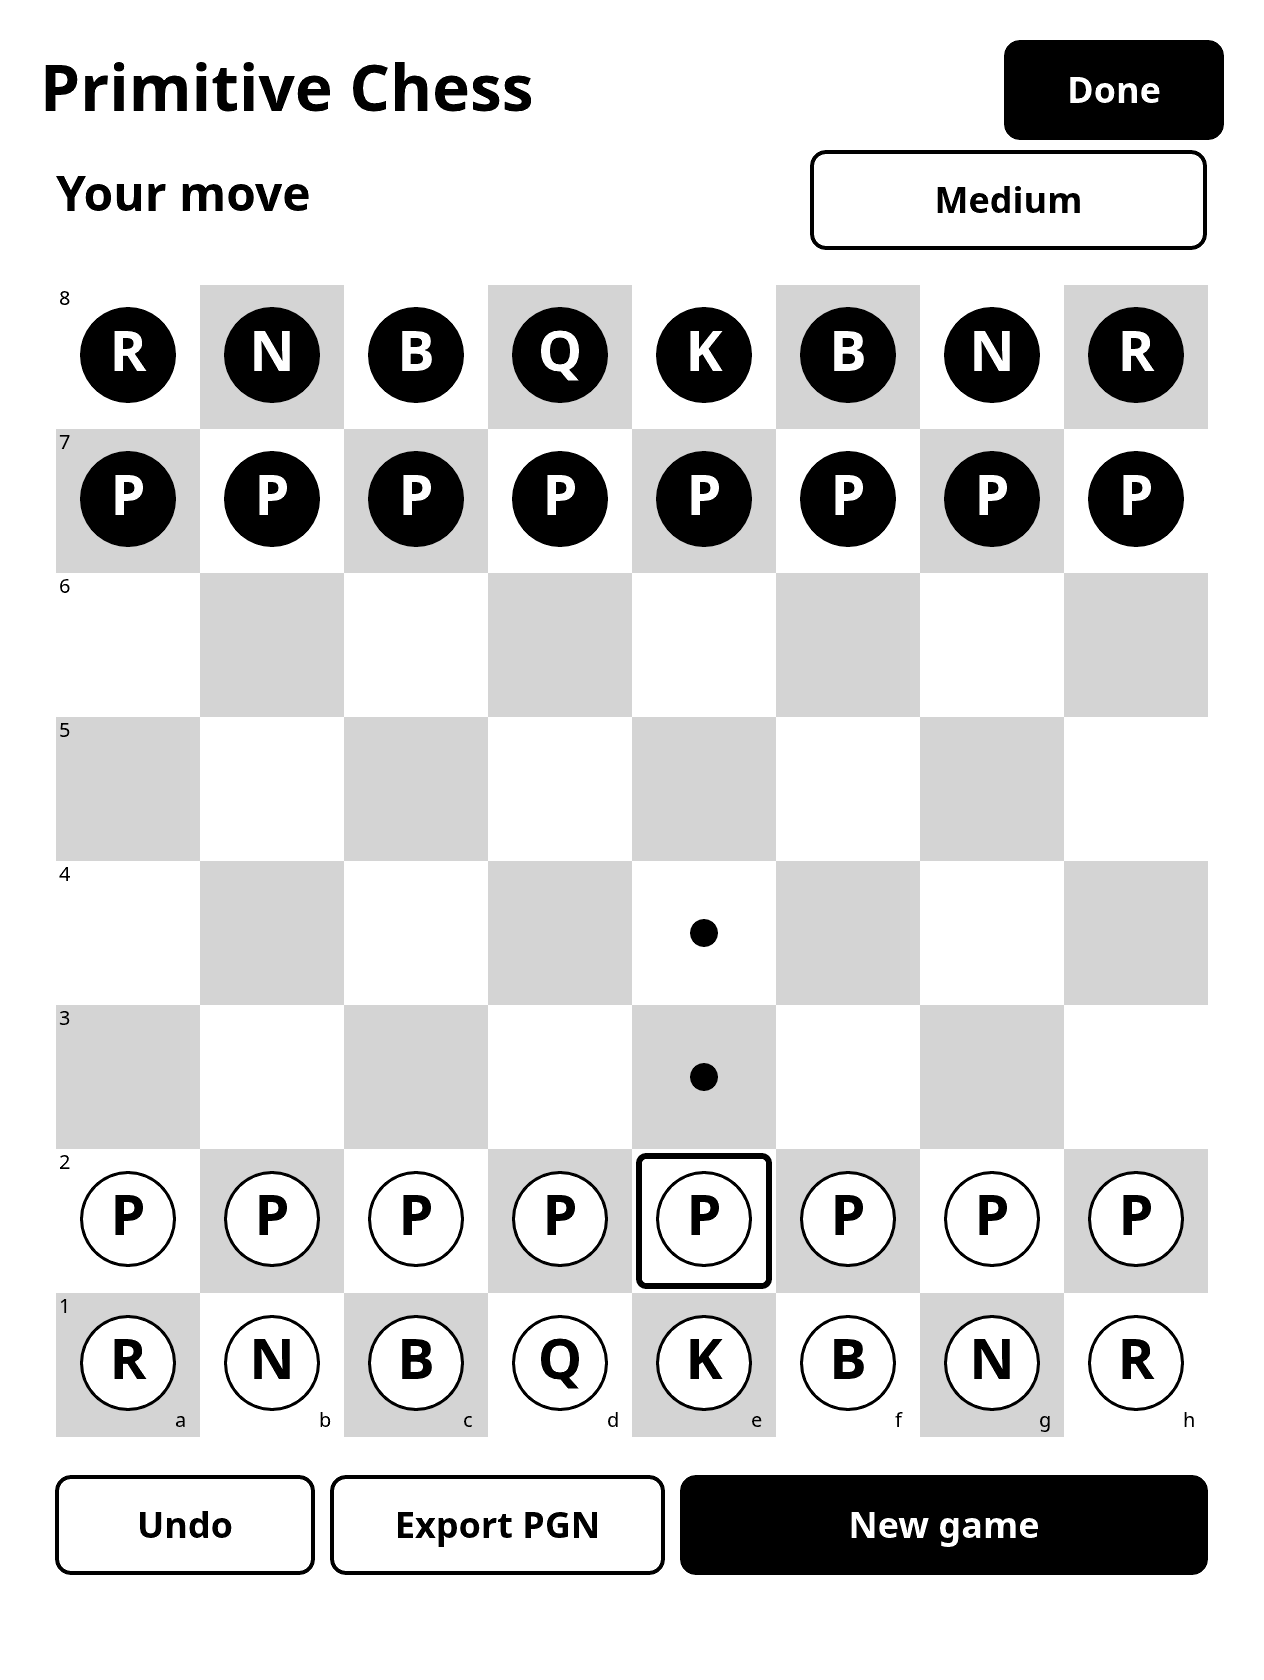 Primitive Chess
Done
Your move
Medium
8
R N B Q K B N R
7
P P P P P P P P
6
5
4
3
2
P P P P P P P P
1
R N B Q K B N R
a b c d e f g h
Undo
Export PGN
New game